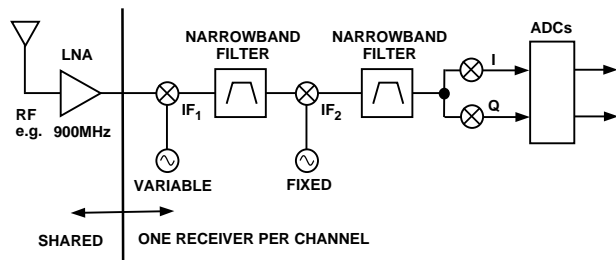 NARROWBAND
FILTER
NARROWBAND
FILTER
ADCs
LNA
I
RF
e.g.
900MHz
IF1
IF2
Q
VARIABLE
FIXED
SHARED
ONE RECEIVER PER CHANNEL